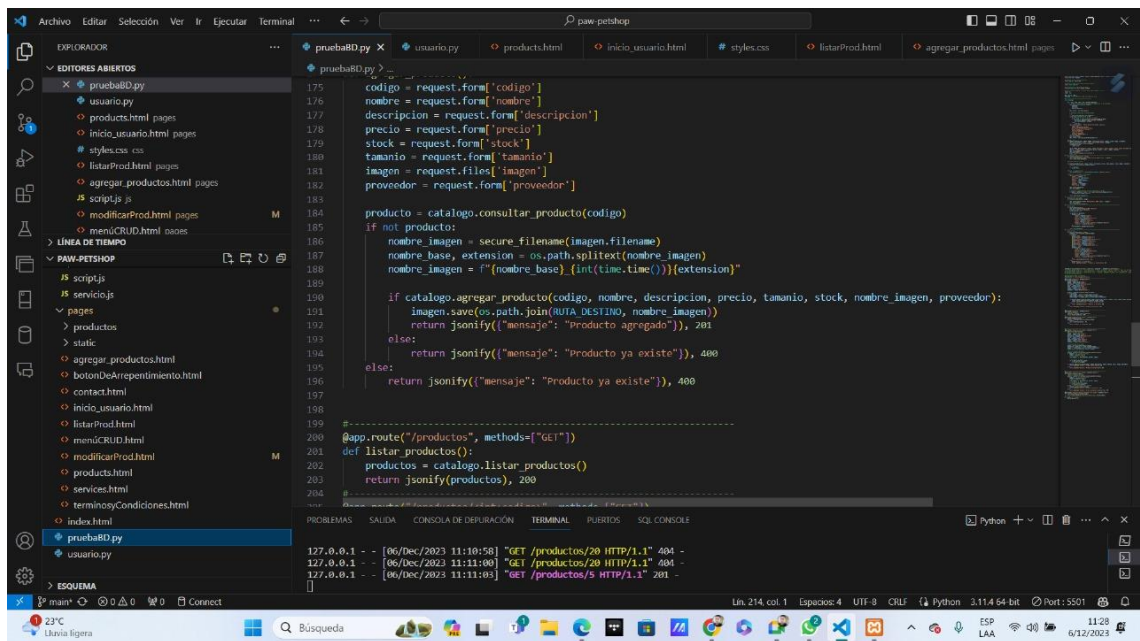 Archivo Editar Selección Ver Ir Ejecutar Terminal ··· paw-petshop
EXPLORADOR ···
EDITORES ABIERTOS
pruebaBD.py
usuario.py
products.html pages
inicio_usuario.html pages
# styles.css css
listarProd.html pages
agregar_productos.html pages
JS script.js js
modificarProd.html pages M
menúCRUD.html pages
LÍNEA DE TIEMPO
PAW-PETSHOP
JS script.js
JS servicio.js
pages
productos
static
agregar_productos.html
botonDeArrepentimiento.html
contact.html
inicio_usuario.html
listarProd.html
menúCRUD.html
modificarProd.html M
products.html
services.html
terminosyCondiciones.html
index.html
pruebaBD.py
usuario.py
ESQUEMA
pruebaBD.py usuario.py products.html inicio_usuario.html # styles.css listarProd.html agregar_productos.html pages
pruebaBD.py > ...
175 codigo = request.form['codigo']
176 nombre = request.form['nombre']
177 descripcion = request.form['descripcion']
178 precio = request.form['precio']
179 stock = request.form['stock']
180 tamanio = request.form['tamanio']
181 imagen = request.files['imagen']
182 proveedor = request.form['proveedor']
183
184 producto = catalogo.consultar_producto(codigo)
185 if not producto:
186 nombre_imagen = secure_filename(imagen.filename)
187 nombre_base, extension = os.path.splitext(nombre_imagen)
188 nombre_imagen = f"{nombre_base}_{int(time.time())}{extension}"
189
190 if catalogo.agregar_producto(codigo, nombre, descripcion, precio, tamanio, stock, nombre_imagen, proveedor):
191 imagen.save(os.path.join(RUTA_DESTINO, nombre_imagen))
192 return jsonify({"mensaje": "Producto agregado"}), 201
193 else:
194 return jsonify({"mensaje": "Producto ya existe"}), 400
195 else:
196 return jsonify({"mensaje": "Producto ya existe"}), 400
197
198
199 #--------------------------------------------------------------------
200 @app.route("/productos", methods=["GET"])
201 def listar_productos():
202 productos = catalogo.listar_productos()
203 return jsonify(productos), 200
204 #--------------------------------------------------------------------
PROBLEMAS SALIDA CONSOLA DE DEPURACIÓN TERMINAL PUERTOS SQL CONSOLE Python
127.0.0.1 - - [06/Dec/2023 11:10:58] "GET /productos/20 HTTP/1.1" 404 -
127.0.0.1 - - [06/Dec/2023 11:11:00] "GET /productos/20 HTTP/1.1" 404 -
127.0.0.1 - - [06/Dec/2023 11:11:03] "GET /productos/5 HTTP/1.1" 201 -
main* 0 0 0 Connect Lín. 214, col. 1 Espacios: 4 UTF-8 CRLF Python 3.11.4 64-bit Port : 5501
23°C
Lluvia ligera
Búsqueda
ESP
LAA
11:28
6/12/2023